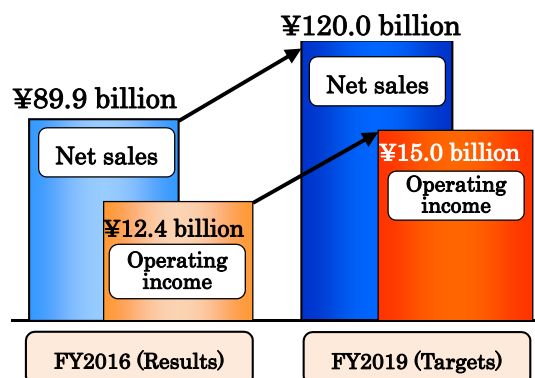 ¥120.0 billion
¥89.9 billion
Net sales
Net sales
¥15.0 billion
Operating
income
¥12.4 billion
Operating
income
FY2016 (Results)
FY2019 (Targets)